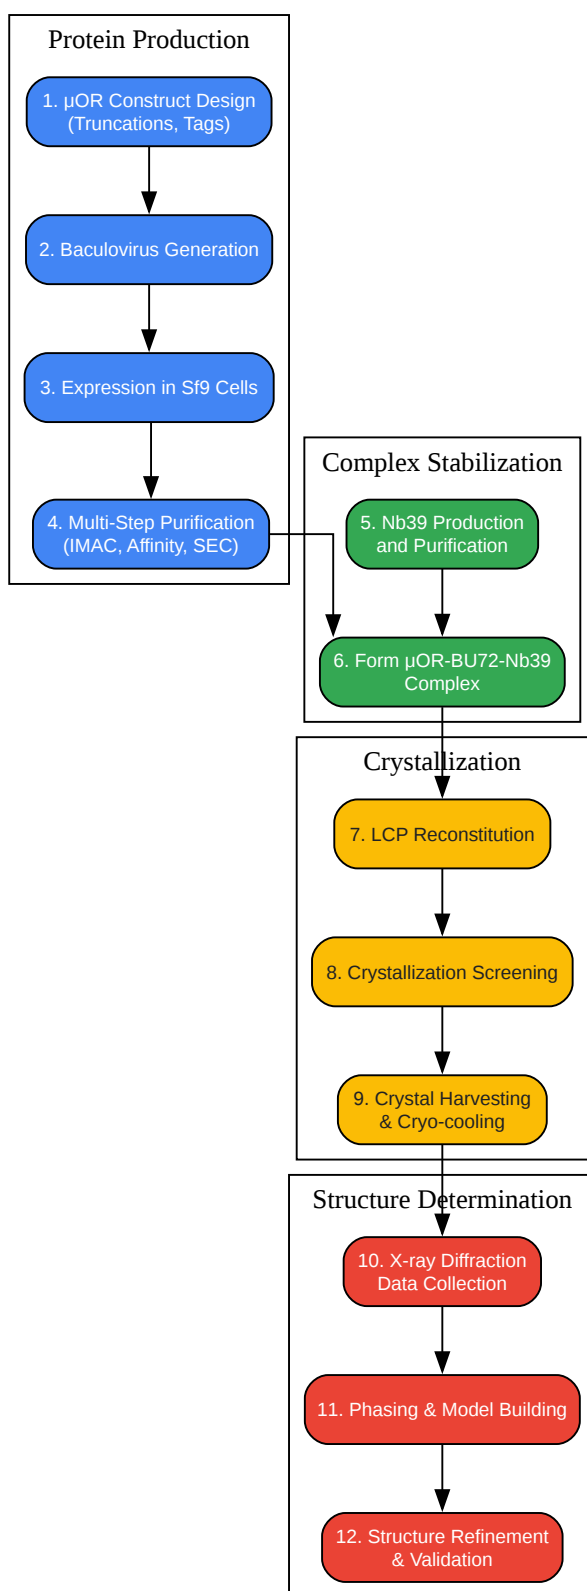 Protein Production
1. μOR Construct Design
(Truncations, Tags)
2. Baculovirus Generation
3. Expression in Sf9 Cells
4. Multi-Step Purification
(IMAC, Affinity, SEC)
Complex Stabilization
5. Nb39 Production
and Purification
6. Form μOR-BU72-Nb39
Complex
Crystallization
7. LCP Reconstitution
8. Crystallization Screening
9. Crystal Harvesting
& Cryo-cooling
Structure Determination
10. X-ray Diffraction
Data Collection
11. Phasing & Model Building
12. Structure Refinement
& Validation